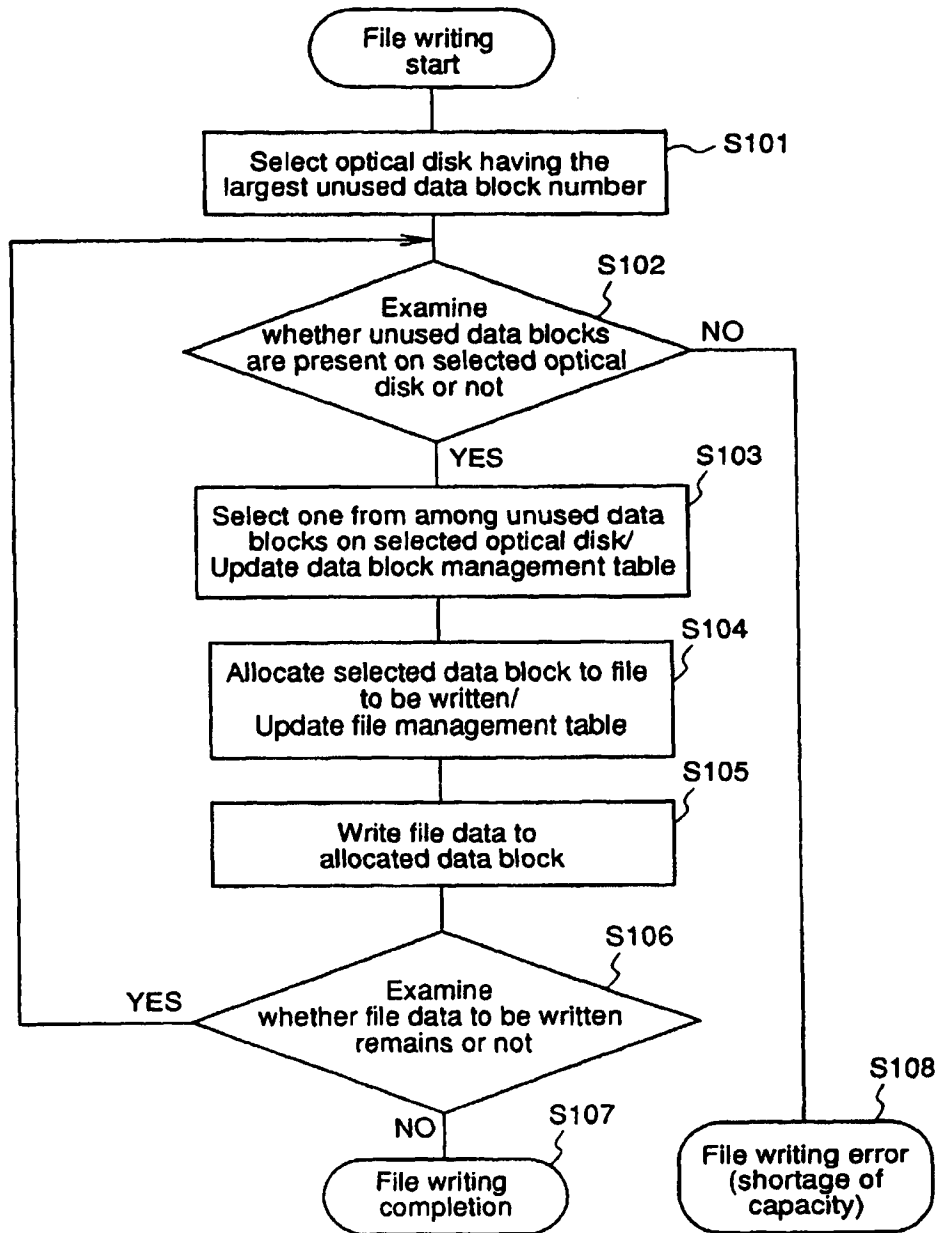 File writing
start
S101
Select optical disk having the
largest unused data block number
S102
Examine
whether unused data blocks
are present on selected optical
disk or not
NO
YES
S103
Select one from among unused data
blocks on selected optical disk/
Update data block management table
S104
Allocate selected data block to file
to be written/
Update file management table
S105
Write file data to
allocated data block
S106
YES
Examine
whether file data to be written
remains or not
NO
S107
File writing
completion
S108
File writing error
(shortage of
capacity)